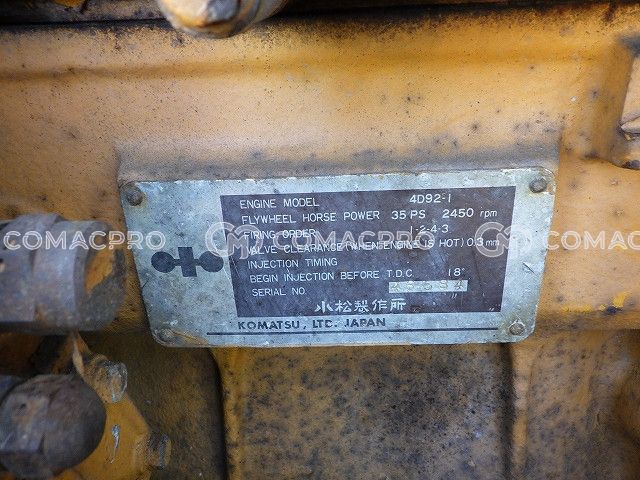 ENGINE MODEL 4D92-1
FLYWHEEL HORSE POWER 35 PS 2450 rpm
FIRING ORDER 1-2-4-3
VALVE CLEARANCE (WHEN ENGINE IS HOT) 0.3 mm
INJECTION TIMING
BEGIN INJECTION BEFORE T.D.C. 18°
SERIAL NO.
小松製作所
KOMATSU, LTD. JAPAN
COMACPRO COMACPRO COMACPRO